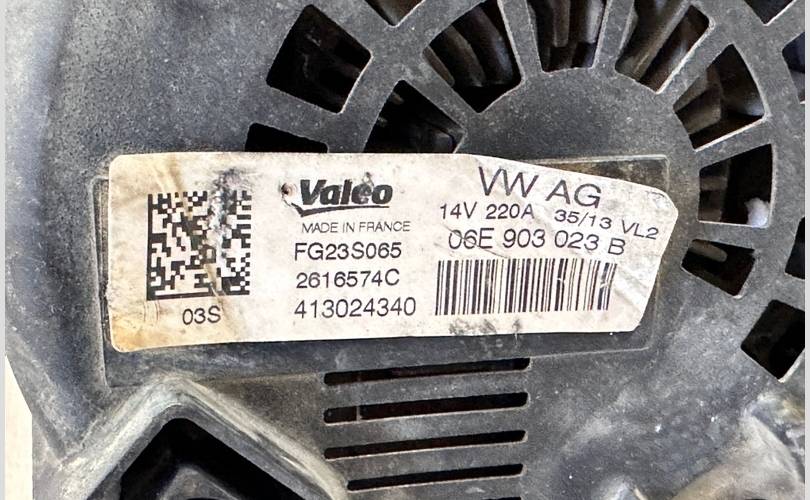 Valeo
MADE IN FRANCE
FG23S065
2616574C
413024340
03S
VW AG
14V 220A 35/13 VL2
06E 903 023 B